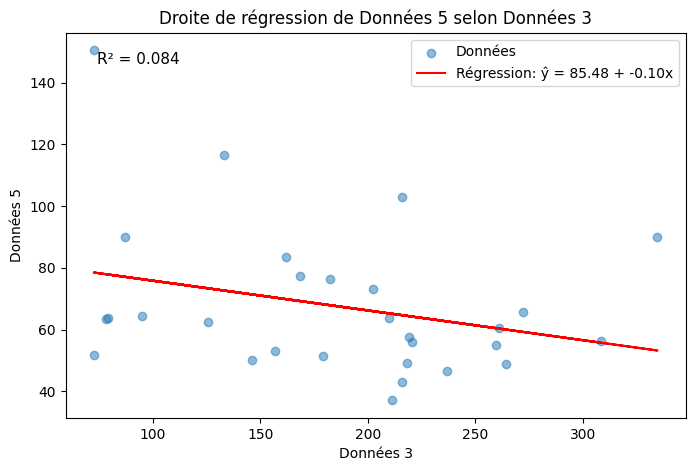 Droite de régression de Données 5 selon Données 3
R² = 0.084
Données
Régression: ŷ = 85.48 + -0.10x
140
120
100
80
60
40
Données 5
100
150
200
250
300
Données 3